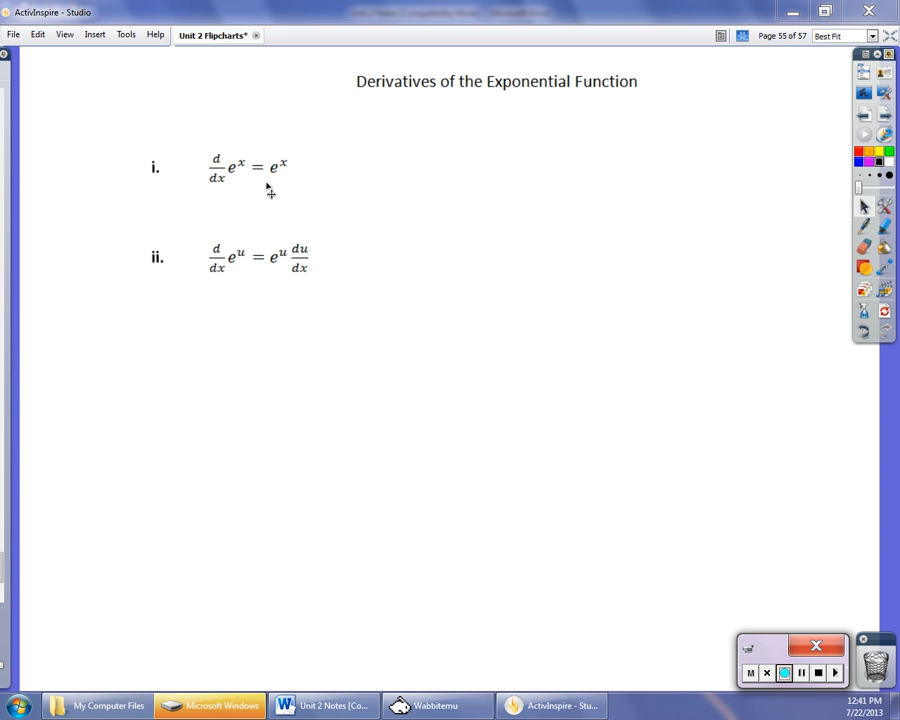 ActivInspire - Studio
File Edit View Insert Tools Help
Unit 2 Flipcharts*
Page 55 of 57
Best Fit
Derivatives of the Exponential Function
i. d/dx e^x = e^x
ii. d/dx e^u = e^u du/dx
M
My Computer Files
Microsoft Windows
Unit 2 Notes [Co...
Wabbitemu
ActivInspire - Stu...
12:41 PM
7/22/2013